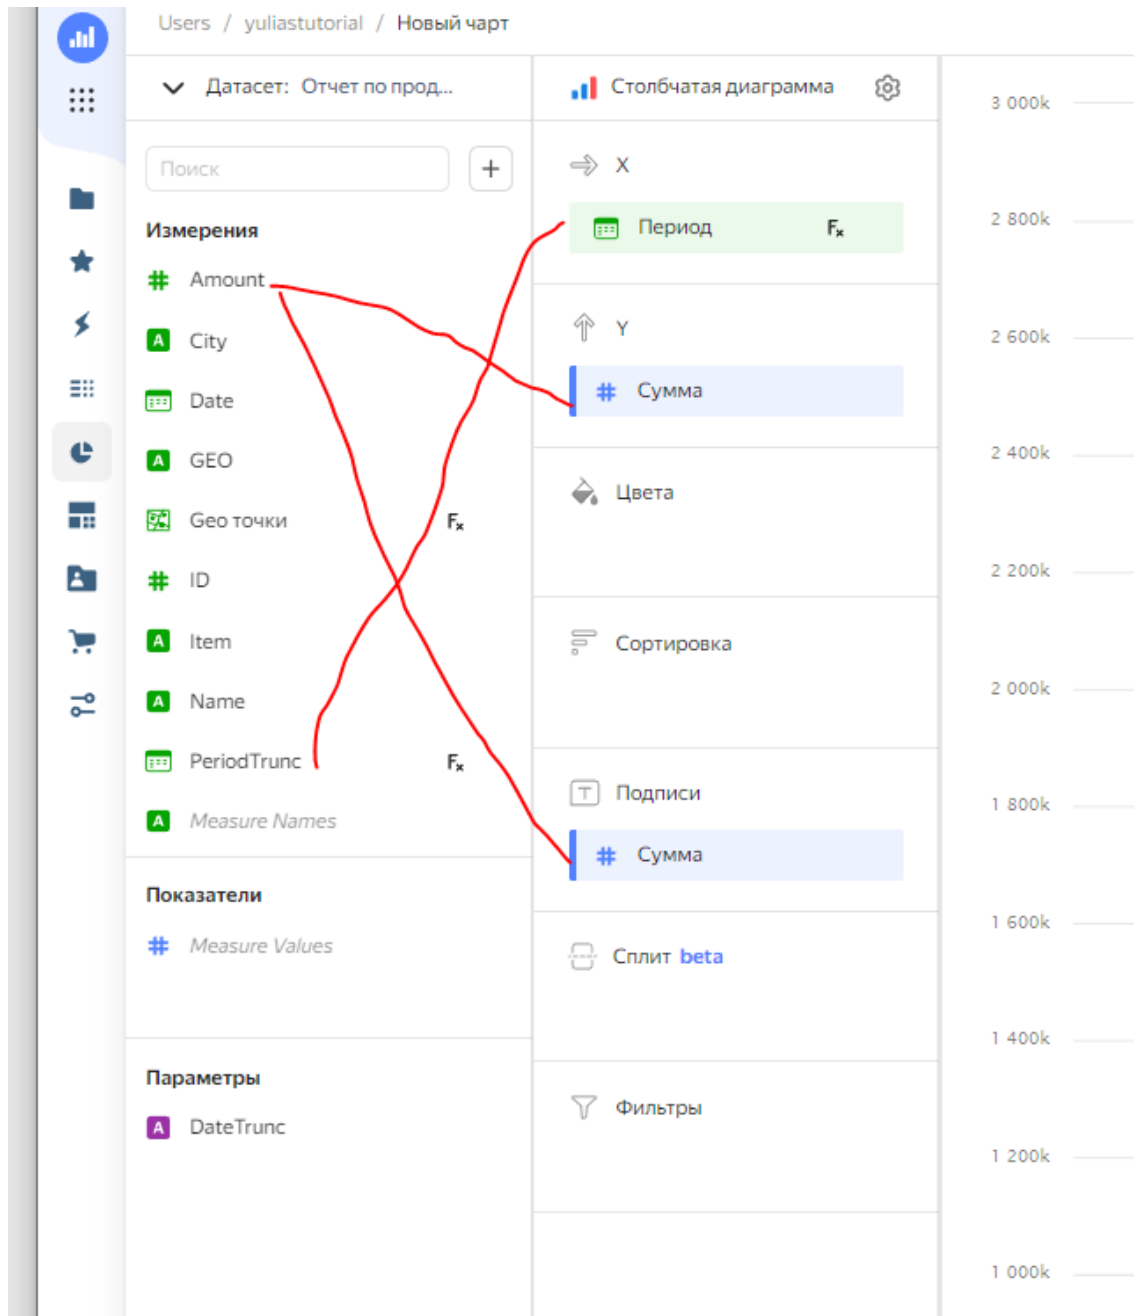 Users / yuliastutorial / Новый чарт
Датасет: Отчет по прод...
Поиск
+
Измерения
# Amount
A City
Date
A GEO
Geo точки Fx
# ID
A Item
A Name
PeriodTrunc Fx
A Measure Names
Показатели
# Measure Values
Параметры
A DateTrunc
Столбчатая диаграмма
X
Период Fx
Y
# Сумма
Цвета
Сортировка
T Подписи
# Сумма
Сплит beta
Фильтры
3 000k
2 800k
2 600k
2 400k
2 200k
2 000k
1 800k
1 600k
1 400k
1 200k
1 000k